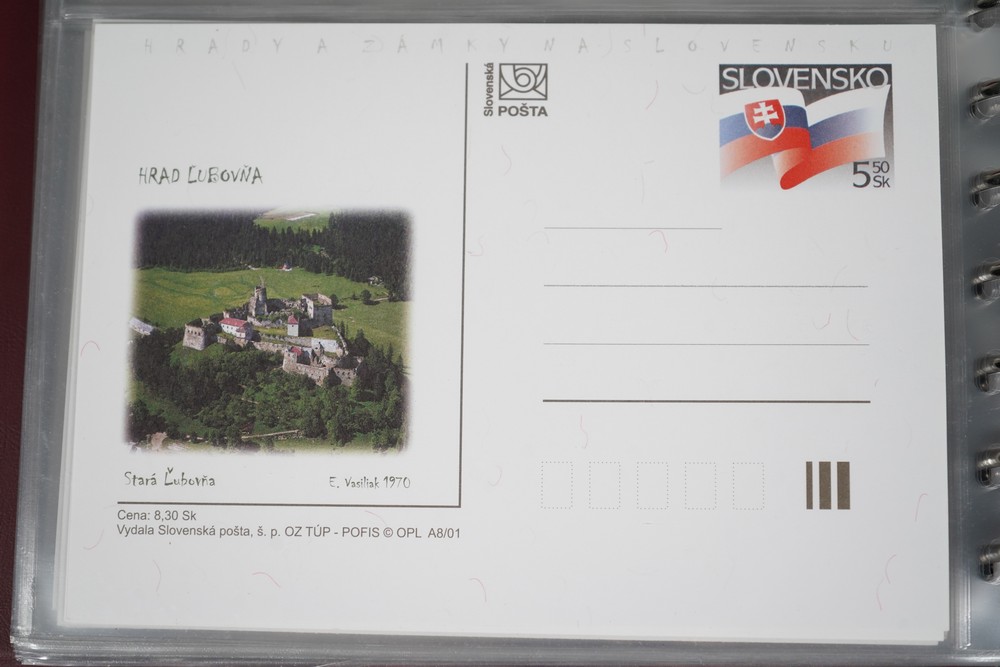 HRADY A ZÁMKY NA SLOVENSKU
HRAD ĽUBOVŇA
Stará Ľubovňa
E. Vasiliak 1970
Cena: 8,30 Sk
Vydala Slovenská pošta, š. p. OZ TÚP - POFIS © OPL A8/01
Slovenská
POŠTA
SLOVENSKO
5 50
Sk